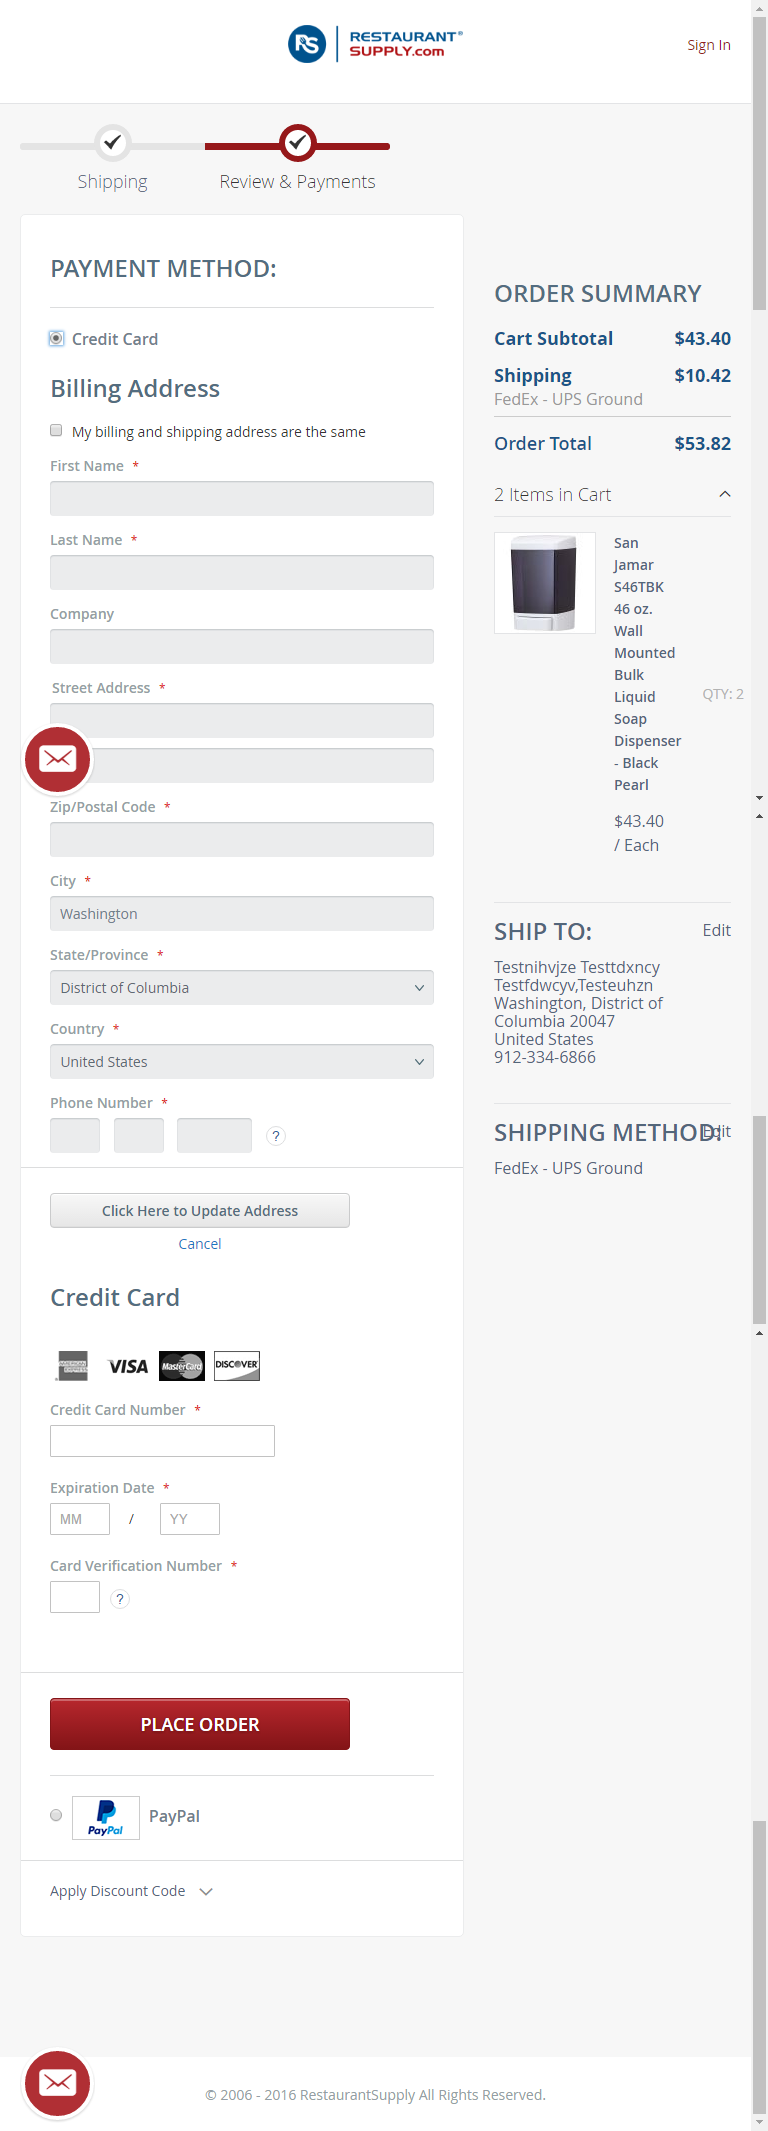 RS RESTAURANT®
SUPPLY.com
Sign In
Shipping
Review & Payments
PAYMENT METHOD:
Credit Card
Billing Address
My billing and shipping address are the same
First Name *
Last Name *
Company
Street Address *
Zip/Postal Code *
City *
Washington
State/Province *
District of Columbia
Country *
United States
Phone Number *
?
Click Here to Update Address
Cancel
Credit Card
AMERICAN EXPRESS VISA MasterCard DISCOVER
Credit Card Number *
Expiration Date *
MM / YY
Card Verification Number *
?
PLACE ORDER
PayPal PayPal
Apply Discount Code
ORDER SUMMARY
Cart Subtotal $43.40
Shipping $10.42
FedEx - UPS Ground
Order Total $53.82
2 Items in Cart
San
Jamar
S46TBK
46 oz.
Wall
Mounted
Bulk
Liquid
Soap
Dispenser
- Black
Pearl
QTY: 2
$43.40
/ Each
SHIP TO: Edit
Testnihvjze Testtdxncy
Testfdwcyv,Testeuhzn
Washington, District of
Columbia 20047
United States
912-334-6866
SHIPPING METHOD: Edit
FedEx - UPS Ground
© 2006 - 2016 RestaurantSupply All Rights Reserved.